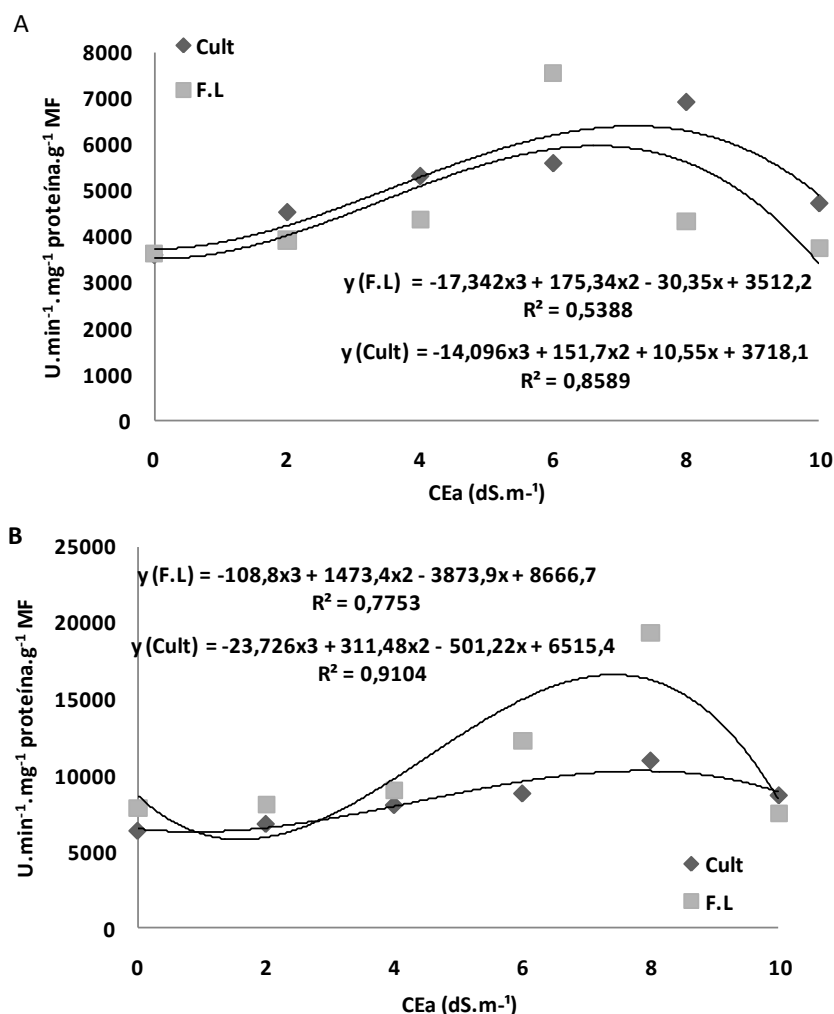 A
Cult
F.L
8000
7000
6000
5000
4000
3000
2000
1000
0
U.min⁻¹.mg⁻¹ proteína.g⁻¹ MF
y (F.L) = -17,342x3 + 175,34x2 - 30,35x + 3512,2
R² = 0,5388
y (Cult) = -14,096x3 + 151,7x2 + 10,55x + 3718,1
R² = 0,8589
0 2 4 6 8 10
CEa (dS.m-¹)
B
25000
20000
15000
10000
5000
0
U.min⁻¹.mg⁻¹ proteína.g⁻¹ MF
y (F.L) = -108,8x3 + 1473,4x2 - 3873,9x + 8666,7
R² = 0,7753
y (Cult) = -23,726x3 + 311,48x2 - 501,22x + 6515,4
R² = 0,9104
Cult
F.L
0 2 4 6 8 10
CEa (dS.m-¹)